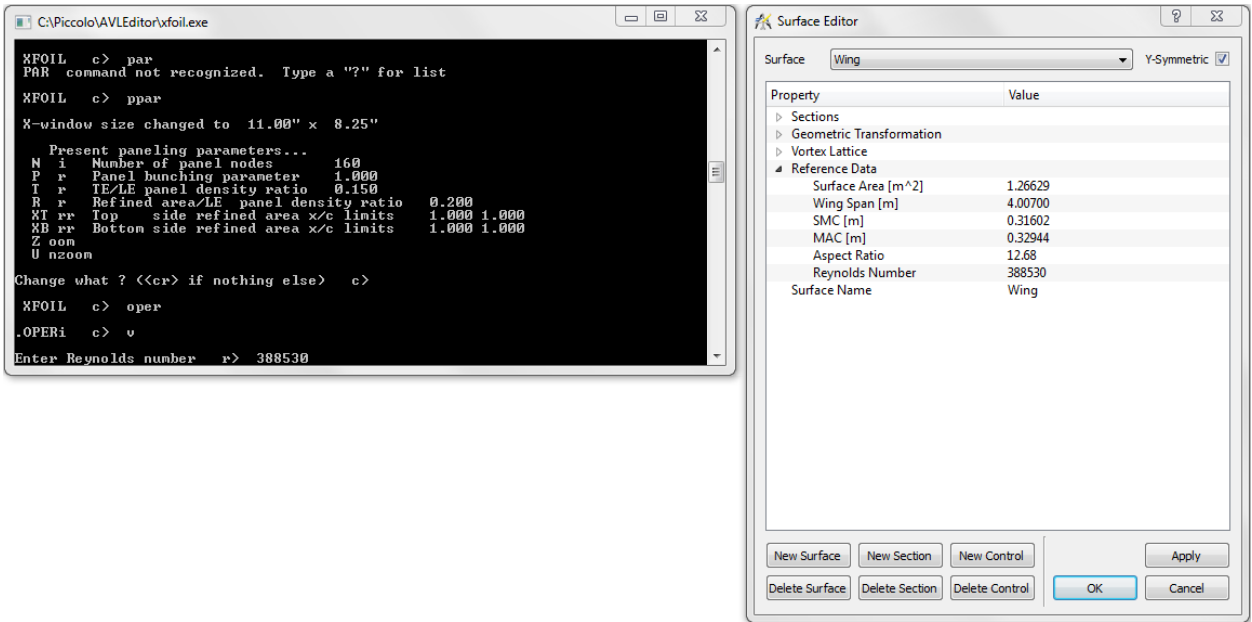 C:\Piccolo\AVLEditor\xfoil.exe
XFOIL   c>  par
PAR  command not recognized.  Type a "?" for list
XFOIL   c>  ppar
X-window size changed to  11.00" x  8.25"
Present paneling parameters...
N  i   Number of panel nodes      160
P  r   Panel bunching parameter   1.000
T  r   TE/LE panel density ratio  0.150
R  r   Refined area/LE  panel density ratio   0.200
XT rr  Top    side refined area x/c limits    1.000 1.000
XB rr  Bottom side refined area x/c limits    1.000 1.000
Z oom
U nzoom
Change what ? (<cr> if nothing else)   c>
XFOIL   c>  oper
.OPERi   c>  v
Enter Reynolds number   r>  388530
Surface Editor
Surface Wing Y-Symmetric
Property Value
Sections
Geometric Transformation
Vortex Lattice
Reference Data
Surface Area [m^2] 1.26629
Wing Span [m] 4.00700
SMC [m] 0.31602
MAC [m] 0.32944
Aspect Ratio 12.68
Reynolds Number 388530
Surface Name Wing
New Surface New Section New Control Apply
Delete Surface Delete Section Delete Control OK Cancel